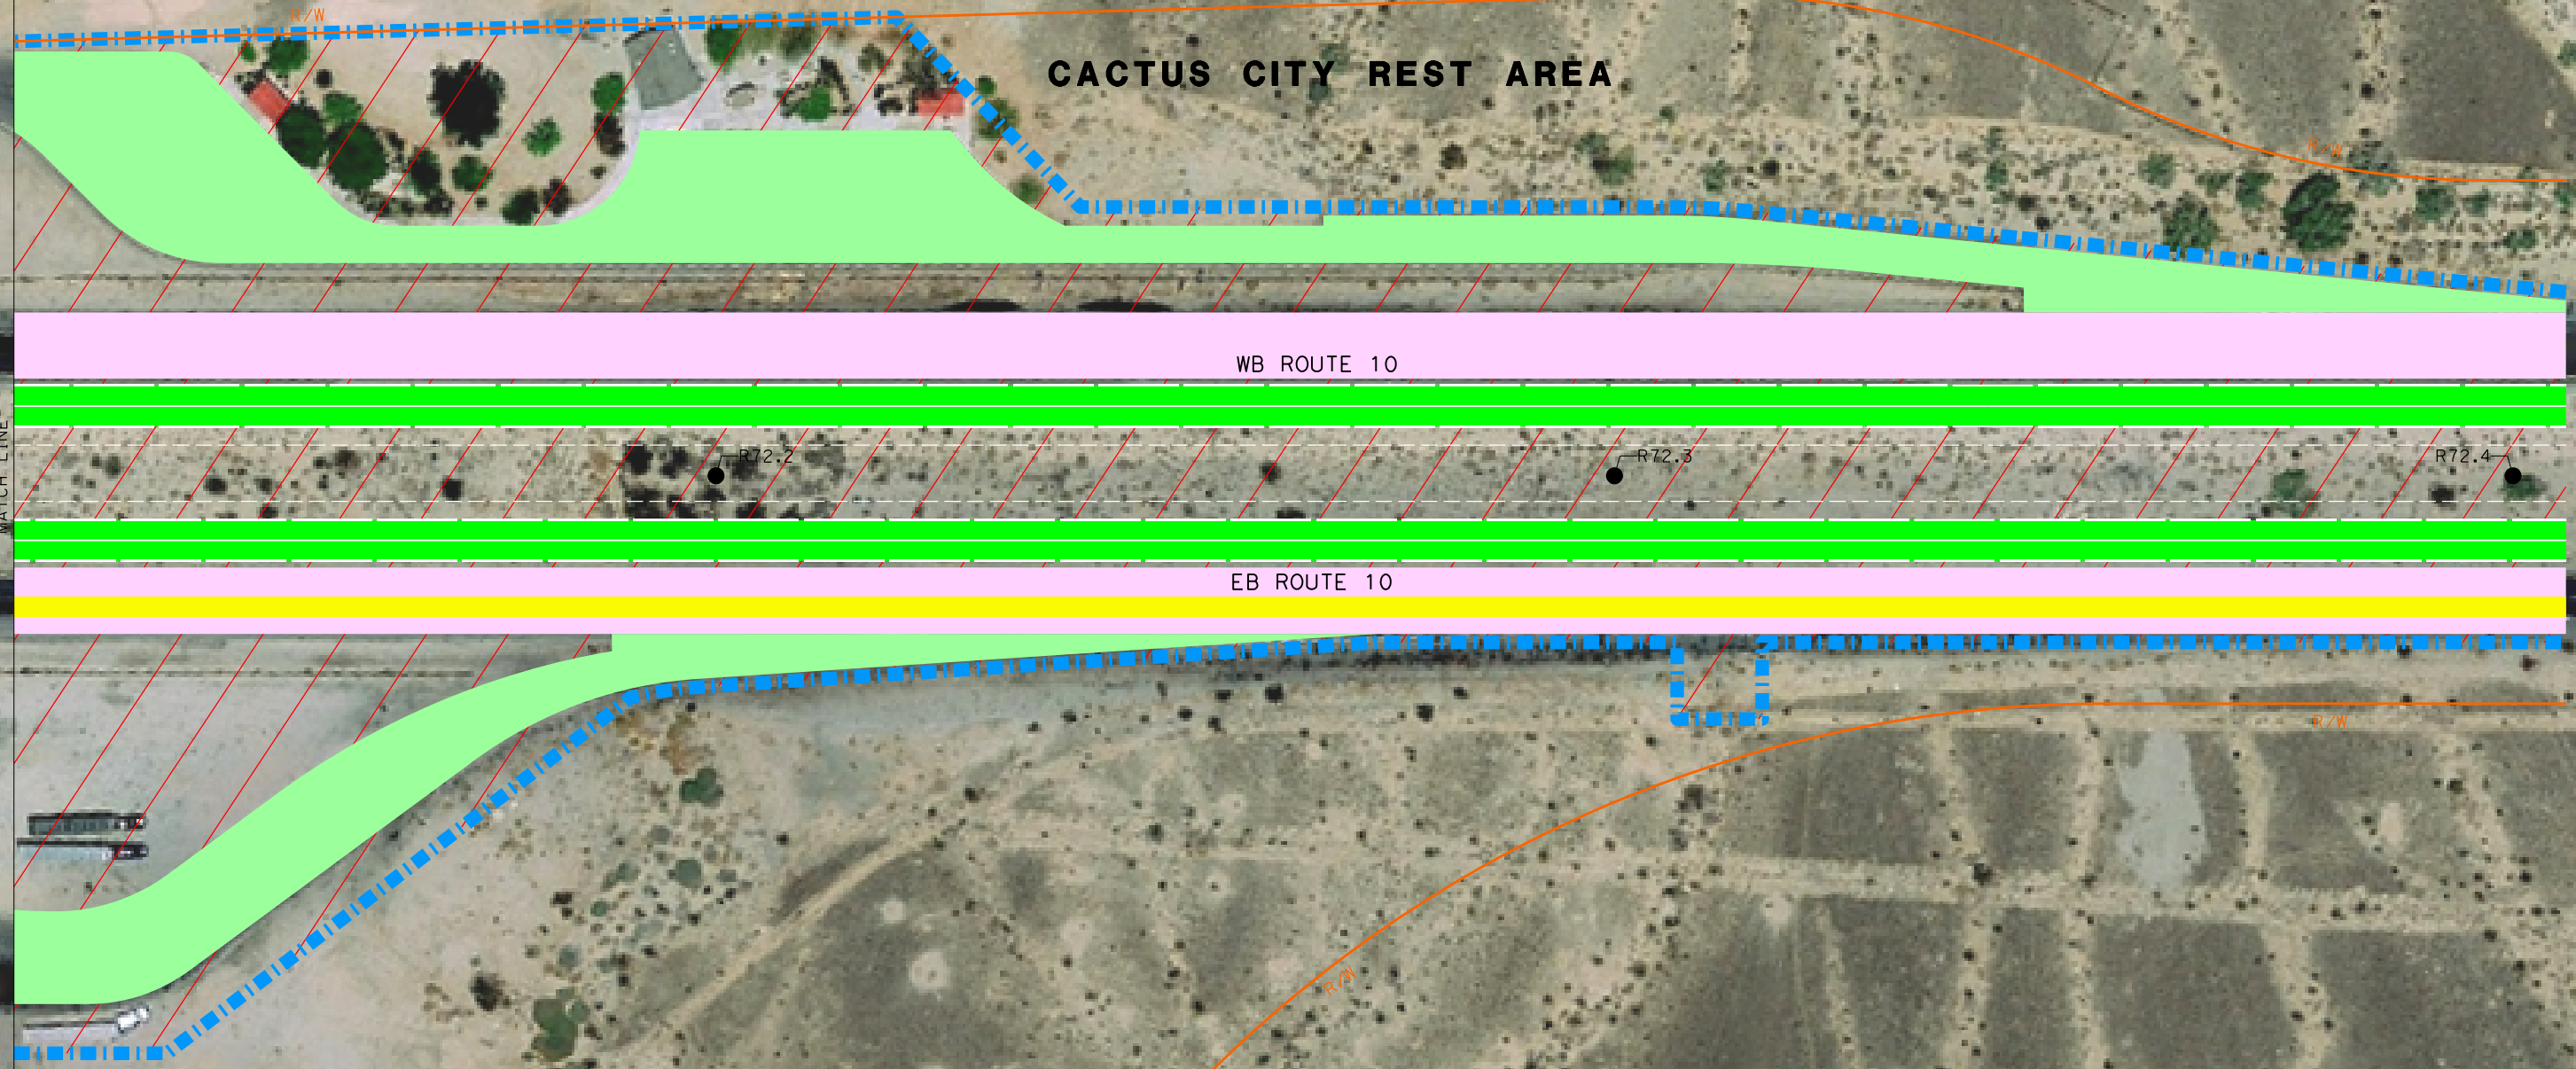 R/W
CACTUS CITY REST AREA
R/W
WB ROUTE 10
R72.2
R72.3
R72.4
MATCH LINE
EB ROUTE 10
R/W
R/W